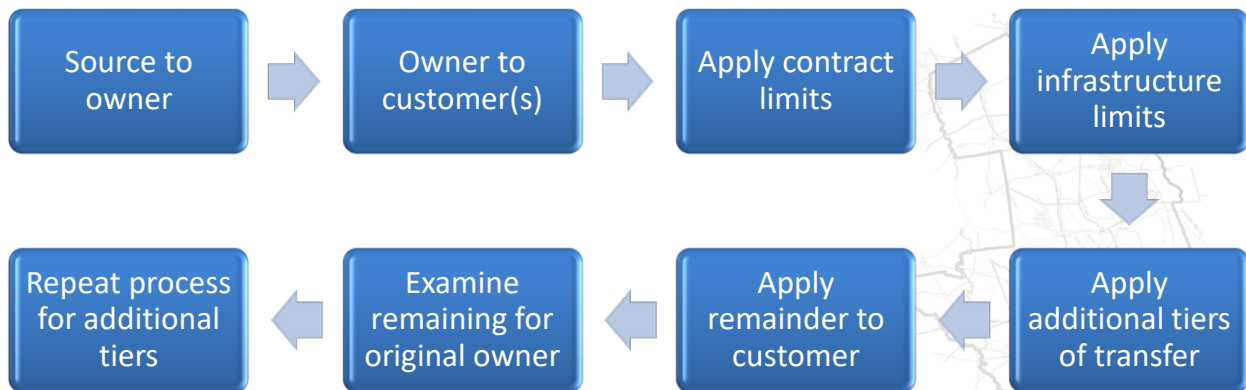 Source to
owner
Owner to
customer(s)
Apply contract
limits
Apply
infrastructure
limits
Apply
additional tiers
of transfer
Apply
remainder to
customer
Examine
remaining for
original owner
Repeat process
for additional
tiers